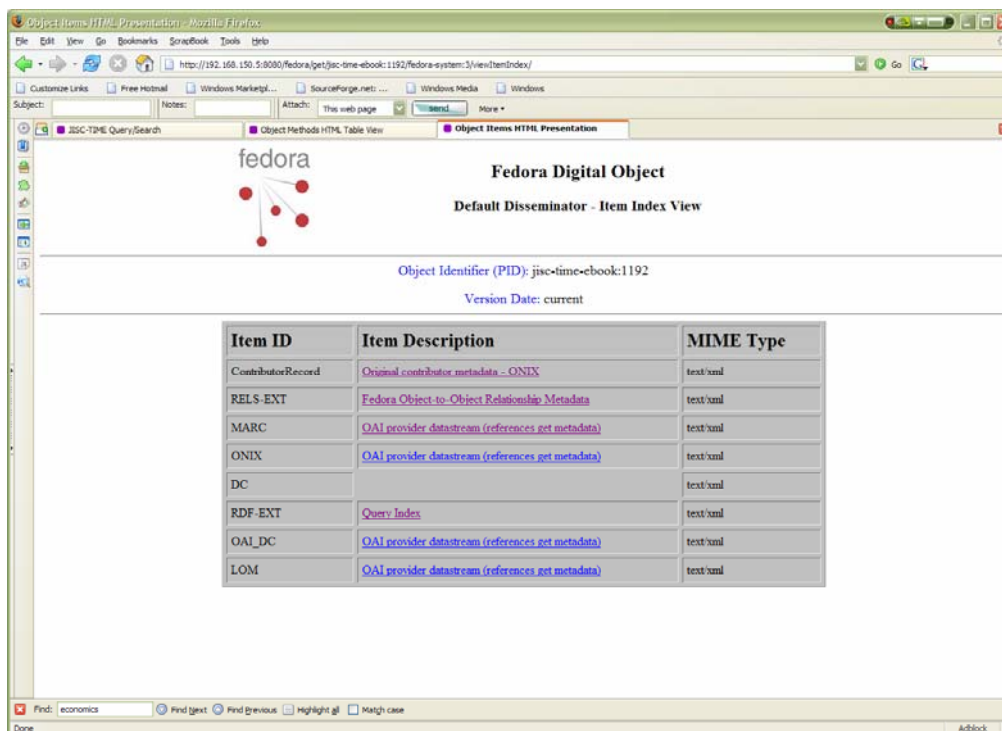 Object Items HTML Presentation - Mozilla Firefox
File Edit View Go Bookmarks ScrapBook Tools Help
http://192.168.150.5:8080/fedora/get/jisc-time-ebook:1192/fedora-system:3/viewItemIndex/ Go
Customize Links Free Hotmail Windows Marketpl... SourceForge.net: ... Windows Media Windows
Subject: Notes: Attach: This web page send More
JISC-TIME Query/Search Object Methods HTML Table View Object Items HTML Presentation
fedora
Fedora Digital Object
Default Disseminator - Item Index View
Object Identifier (PID): jisc-time-ebook:1192
Version Date: current
Item ID Item Description MIME Type
ContributorRecord Original contributor metadata - ONIX text/xml
RELS-EXT Fedora Object-to-Object Relationship Metadata text/xml
MARC OAI provider datastream (references get metadata) text/xml
ONIX OAI provider datastream (references get metadata) text/xml
DC text/xml
RDF-EXT Query Index text/xml
OAI_DC OAI provider datastream (references get metadata) text/xml
LOM OAI provider datastream (references get metadata) text/xml
Find: economics Find Next Find Previous Highlight all Match case
Done Adblock